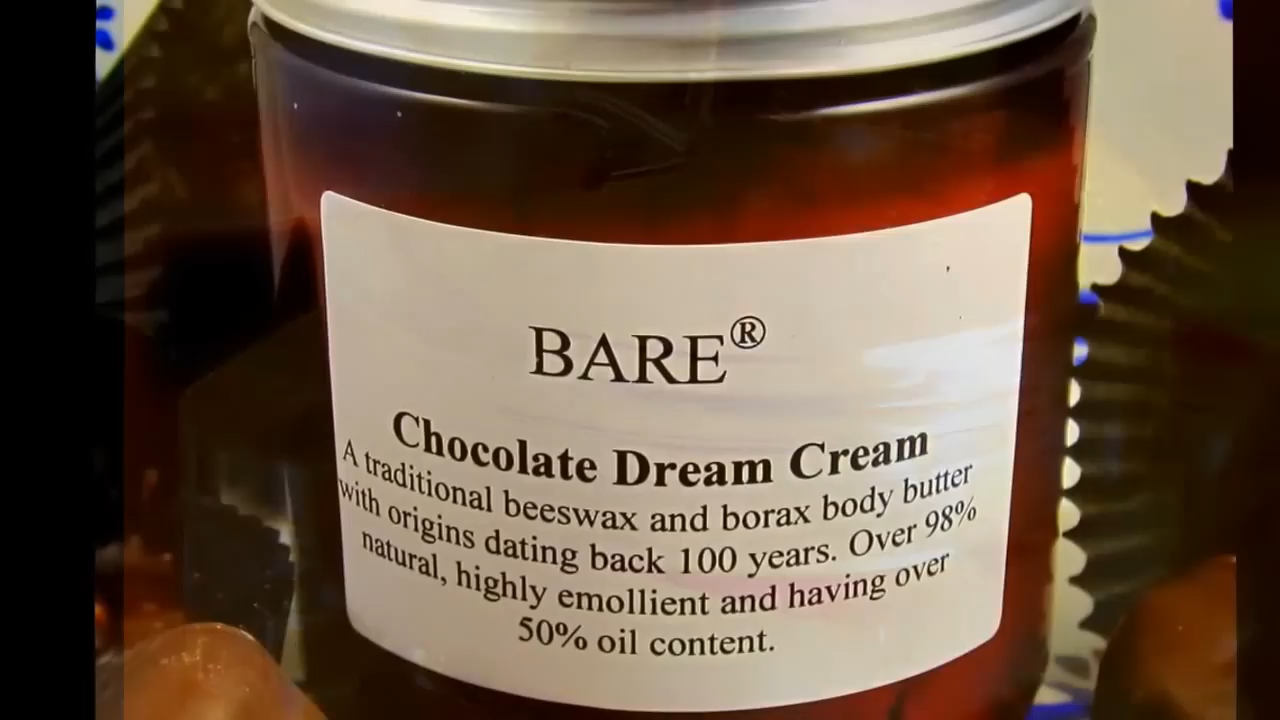 BARE®
Chocolate Dream Cream
A traditional beeswax and borax body butter
with origins dating back 100 years. Over 98%
natural, highly emollient and having over
50% oil content.